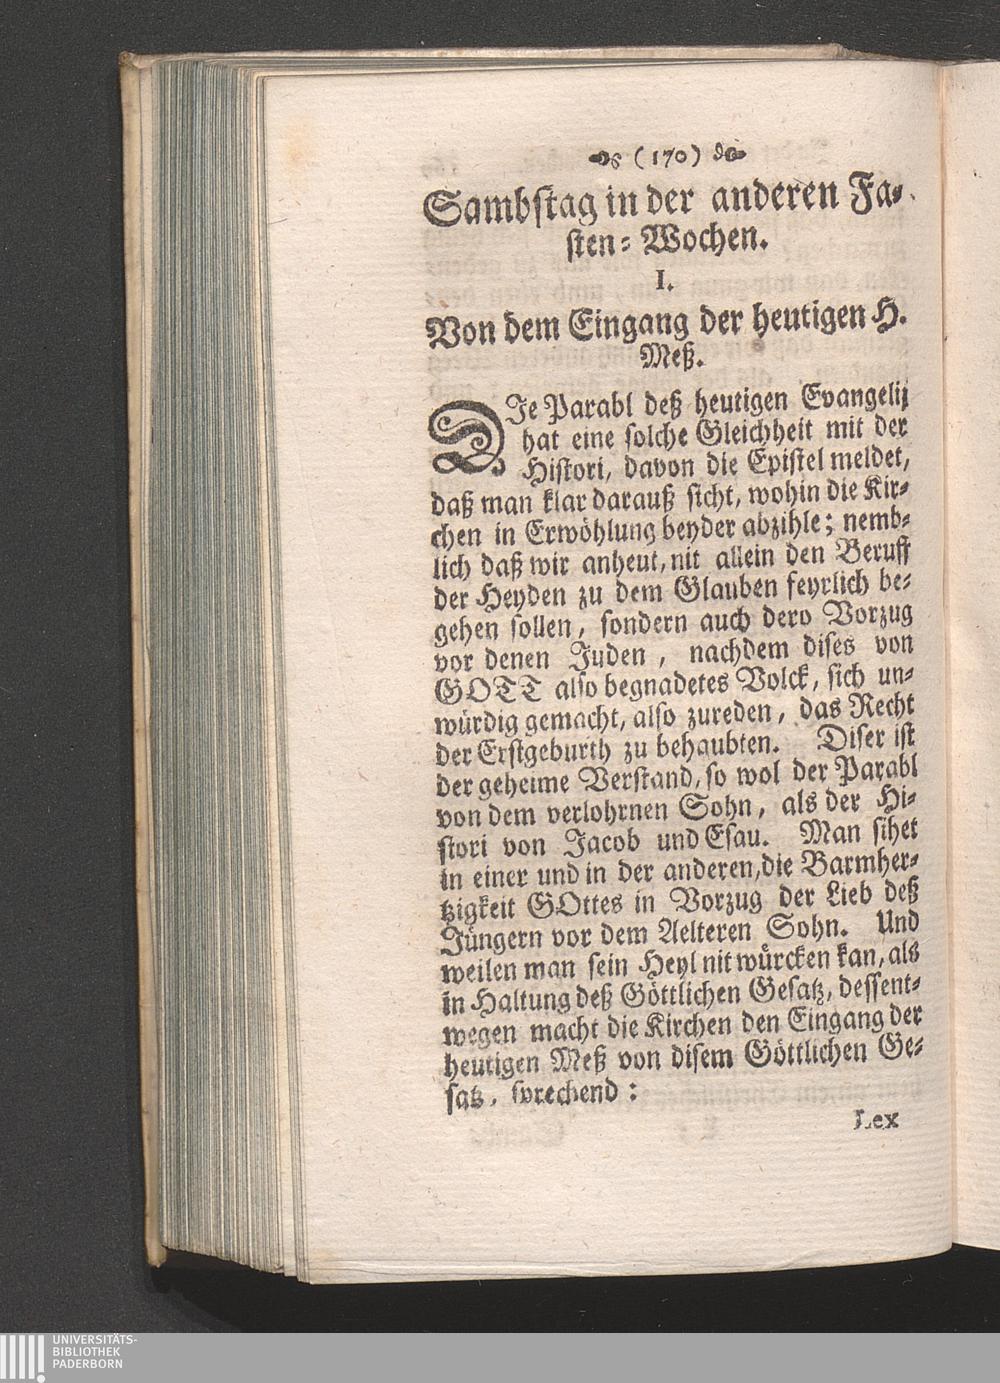 (170)
Sambstag in der anderen Fa-
sten-Wochen.
I.
Von dem Eingang der heutigen H.
Meß.
DJe Parabl deß heutigen Evangelij
hat eine solche Gleichheit mit der
Histori, davon die Epistel meldet,
daß man klar darauß sicht, wohin die Kir-
chen in Erwöhlung beyder abzihle; nemb-
lich daß wir anheut, nit allein den Beruff
der Heyden zu dem Glauben feyrlich be-
gehen sollen, sondern auch dero Vorzug
vor denen Juden, nachdem dises von
GOTT also begnadetes Volck, sich un-
würdig gemacht, also zureden, das Recht
der Erstgeburth zu behaubten. Diser ist
der geheime Verstand, so wol der Parabl
von dem verlohrnen Sohn, als der Hi-
stori von Jacob und Esau. Man sihet
in einer und in der anderen, die Barmher-
tzigkeit GOttes in Vorzug der Lieb deß
Jüngern vor dem Aelteren Sohn. Und
weilen man sein Heyl nit würcken kan, als
in Haltung deß Göttlichen Gesatz, dessent-
wegen macht die Kirchen den Eingang der
heutigen Meß von disem Göttlichen Ge-
satz, sprechend:
Lex
UNIVERSITÄTS-
BIBLIOTHEK
PADERBORN